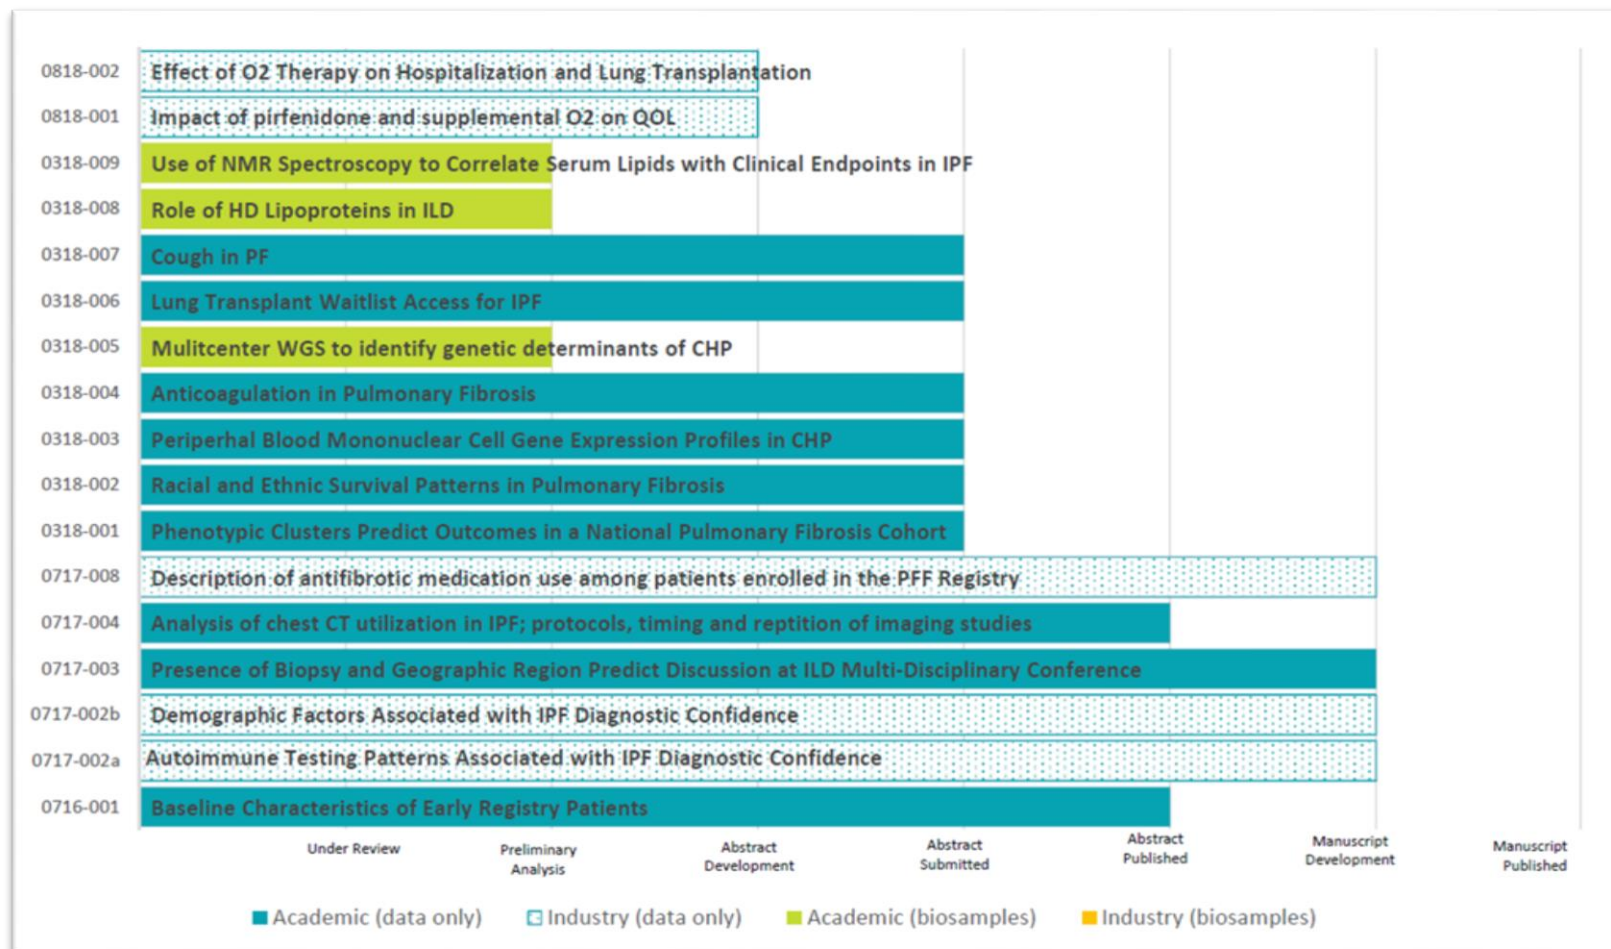 0818-002 Effect of O2 Therapy on Hospitalization and Lung Transplantation
0818-001 Impact of pirfenidone and supplemental O2 on QOL
0318-009 Use of NMR Spectroscopy to Correlate Serum Lipids with Clinical Endpoints in IPF
0318-008 Role of HD Lipoproteins in ILD
0318-007 Cough in PF
0318-006 Lung Transplant Waitlist Access for IPF
0318-005 Mulitcenter WGS to identify genetic determinants of CHP
0318-004 Anticoagulation in Pulmonary Fibrosis
0318-003 Periperhal Blood Mononuclear Cell Gene Expression Profiles in CHP
0318-002 Racial and Ethnic Survival Patterns in Pulmonary Fibrosis
0318-001 Phenotypic Clusters Predict Outcomes in a National Pulmonary Fibrosis Cohort
0717-008 Description of antifibrotic medication use among patients enrolled in the PFF Registry
0717-004 Analysis of chest CT utilization in IPF; protocols, timing and reptition of imaging studies
0717-003 Presence of Biopsy and Geographic Region Predict Discussion at ILD Multi-Disciplinary Conference
0717-002b Demographic Factors Associated with IPF Diagnostic Confidence
0717-002a Autoimmune Testing Patterns Associated with IPF Diagnostic Confidence
0716-001 Baseline Characteristics of Early Registry Patients
Under Review
Preliminary
Analysis
Abstract
Development
Abstract
Submitted
Abstract
Published
Manuscript
Development
Manuscript
Published
Academic (data only) Industry (data only) Academic (biosamples) Industry (biosamples)